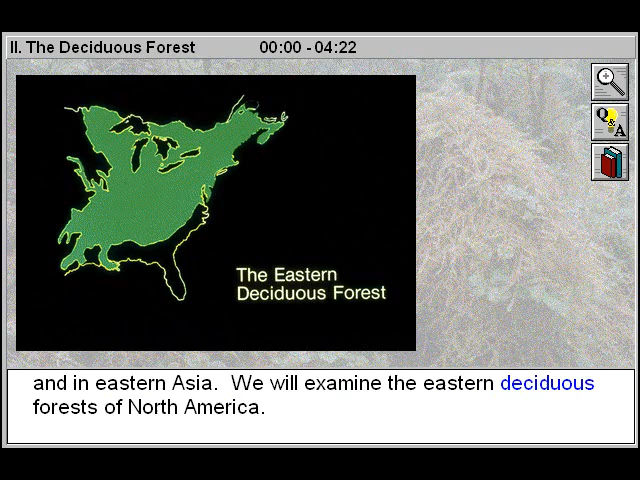 II. The Deciduous Forest 00:00 - 04:22
Q & A
The Eastern
Deciduous Forest
and in eastern Asia. We will examine the eastern deciduous
forests of North America.